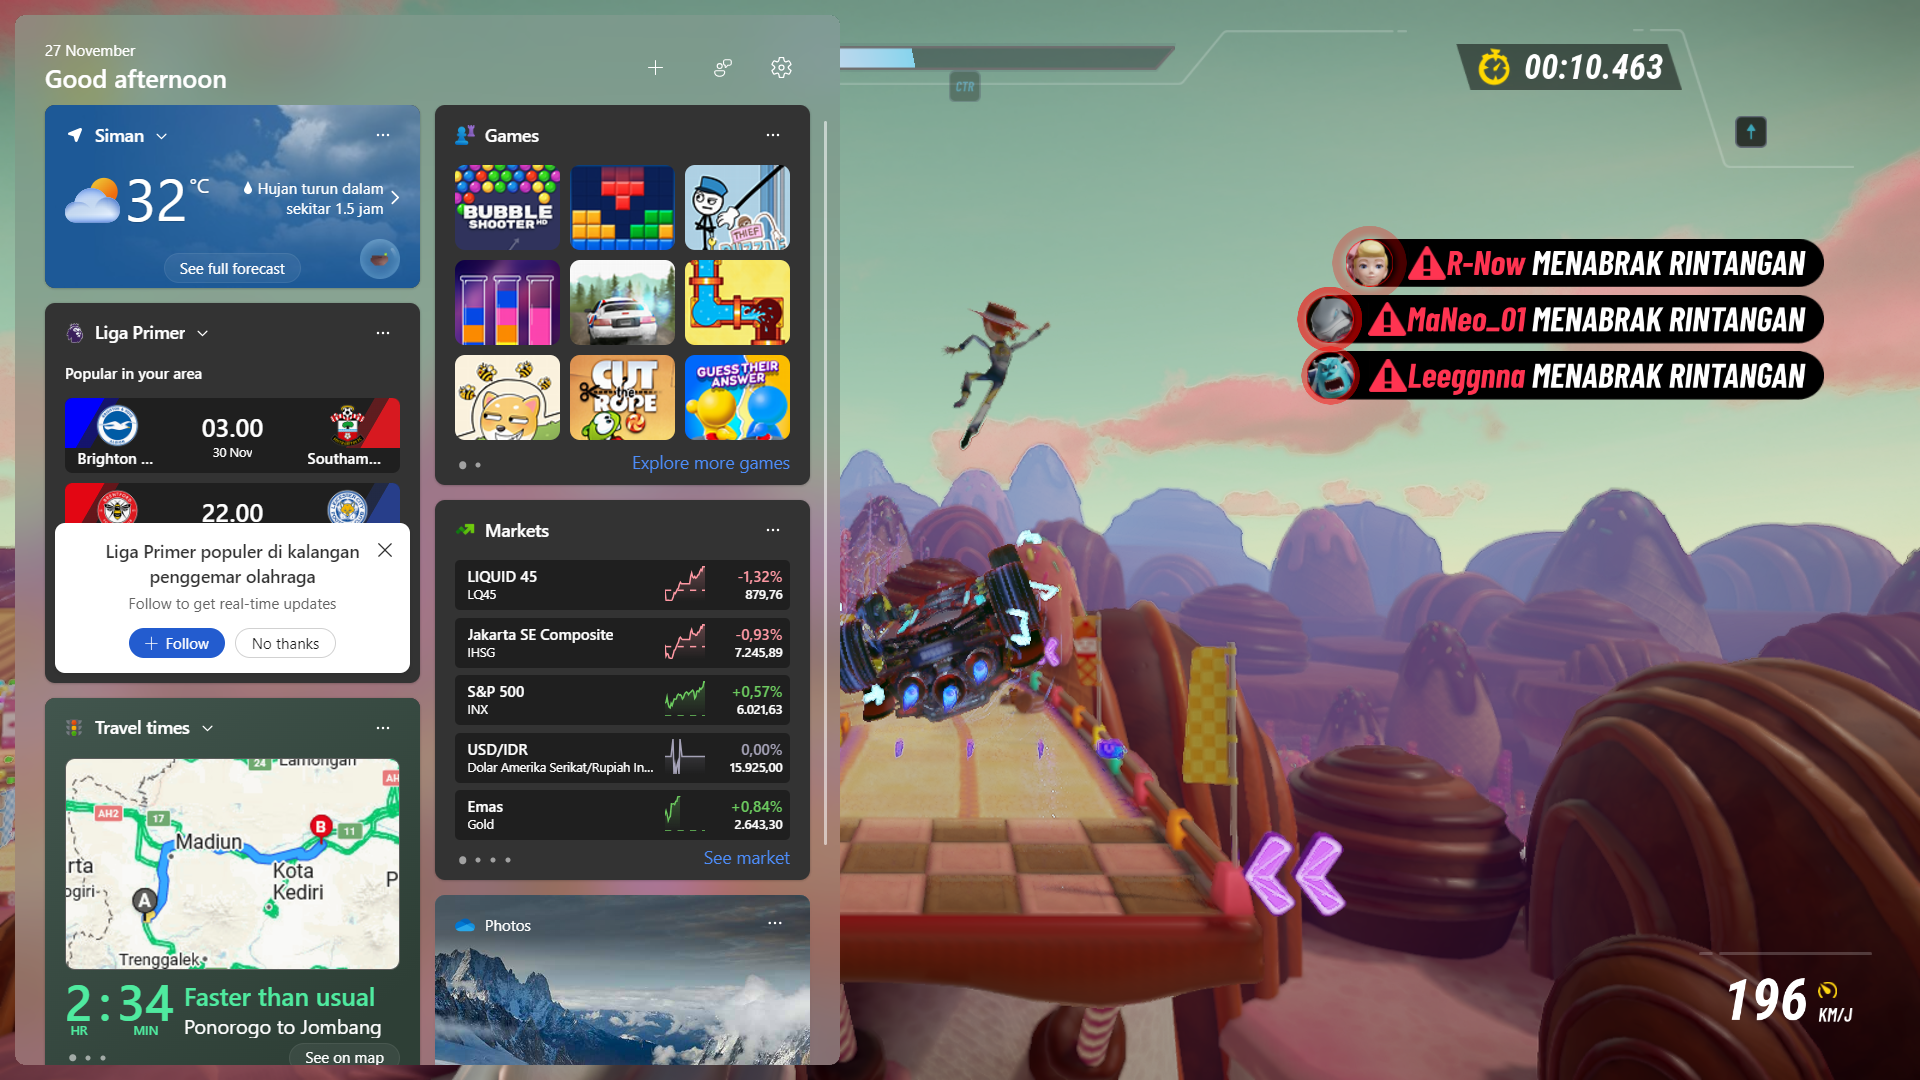 27 November
Good afternoon
Siman
32 °C
Hujan turun dalam
sekitar 1.5 jam
See full forecast
Liga Primer
Popular in your area
03.00
30 Nov
Brighton ...
Southam...
22.00
Liga Primer populer di kalangan
penggemar olahraga
Follow to get real-time updates
Follow
No thanks
Travel times
24
Lamongan
AH
AH2
17
Madiun
B
11
rta
ogiri
A
Kota
Kediri
P
Trenggalek
2:34
HR MIN
Faster than usual
Ponorogo to Jombang
See on map
Games
BUBBLE
SHOOTER HD
THIEF
PUZZLE
CUT
the
ROPE
GUESS THEIR
ANSWER
Explore more games
Markets
LIQUID 45
LQ45
-1,32%
879,76
Jakarta SE Composite
IHSG
-0,93%
7.245,89
S&P 500
INX
+0,57%
6.021,63
USD/IDR
Dolar Amerika Serikat/Rupiah In...
0,00%
15.925,00
Emas
Gold
+0,84%
2.643,30
See market
Photos
CTR
00:10.463
R-Now MENABRAK RINTANGAN
MaNeo_01 MENABRAK RINTANGAN
Leeggnna MENABRAK RINTANGAN
196
KM/J